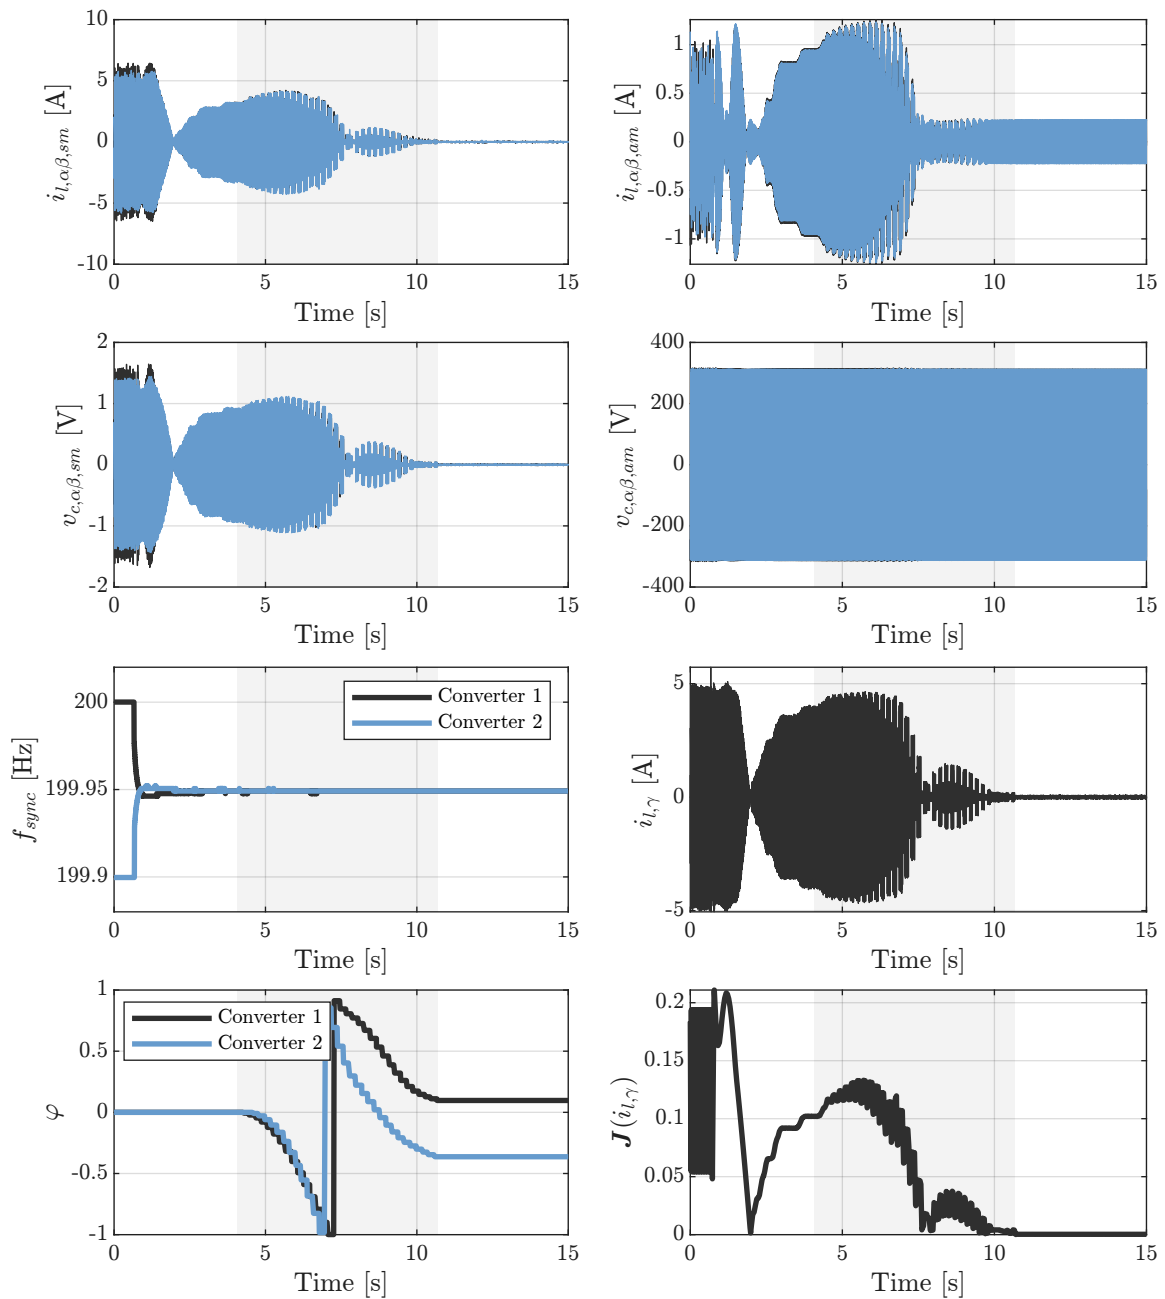 10
5
0
-5
-10
i_{l,αβ,sm} [A]
0 5 10 15
Time [s]
1
0.5
0
-0.5
-1
i_{l,αβ,am} [A]
0 5 10 15
Time [s]
2
1
0
-1
-2
v_{c,αβ,sm} [V]
0 5 10 15
Time [s]
400
200
0
-200
-400
v_{c,αβ,am} [V]
0 5 10 15
Time [s]
200
199.95
199.9
f_{sync} [Hz]
Converter 1
Converter 2
0 5 10 15
Time [s]
5
0
-5
i_{l,γ} [A]
0 5 10 15
Time [s]
1
0.5
0
-0.5
-1
φ
Converter 1
Converter 2
0 5 10 15
Time [s]
0.2
0.15
0.1
0.05
0
J(i_{l,γ})
0 5 10 15
Time [s]